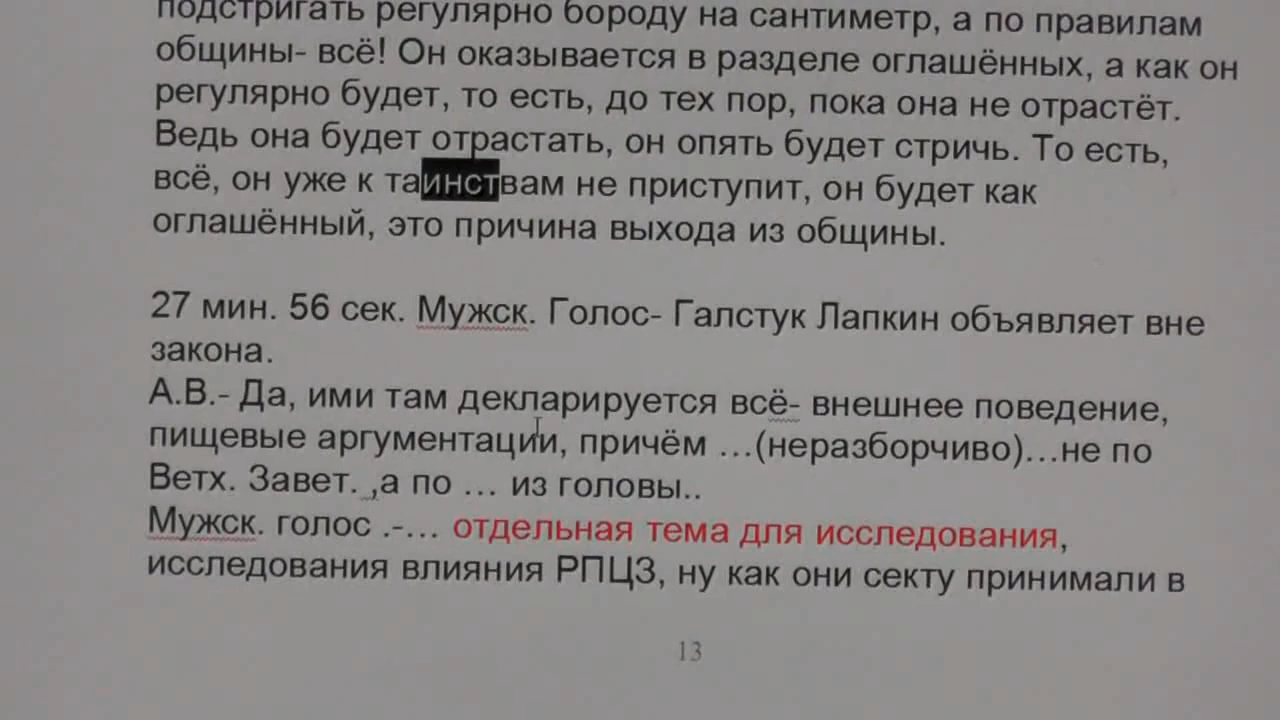 подстригать регулярно бороду на сантиметр, а по правилам
общины- всё! Он оказывается в разделе оглашённых, а как он
регулярно будет, то есть, до тех пор, пока она не отрастёт.
Ведь она будет отрастать, он опять будет стричь. То есть,
всё, он уже к таинствам не приступит, он будет как
оглашённый, это причина выхода из общины.
27 мин. 56 сек. Мужск. Голос- Галстук Лапкин объявляет вне
закона.
А.В.- Да, ими там декларируется всё- внешнее поведение,
пищевые аргументации, причём …(неразборчиво)…не по
Ветх. Завет. ,а по … из головы..
Мужск. голос .-… отдельная тема для исследования,
исследования влияния РПЦЗ, ну как они секту принимали в
13